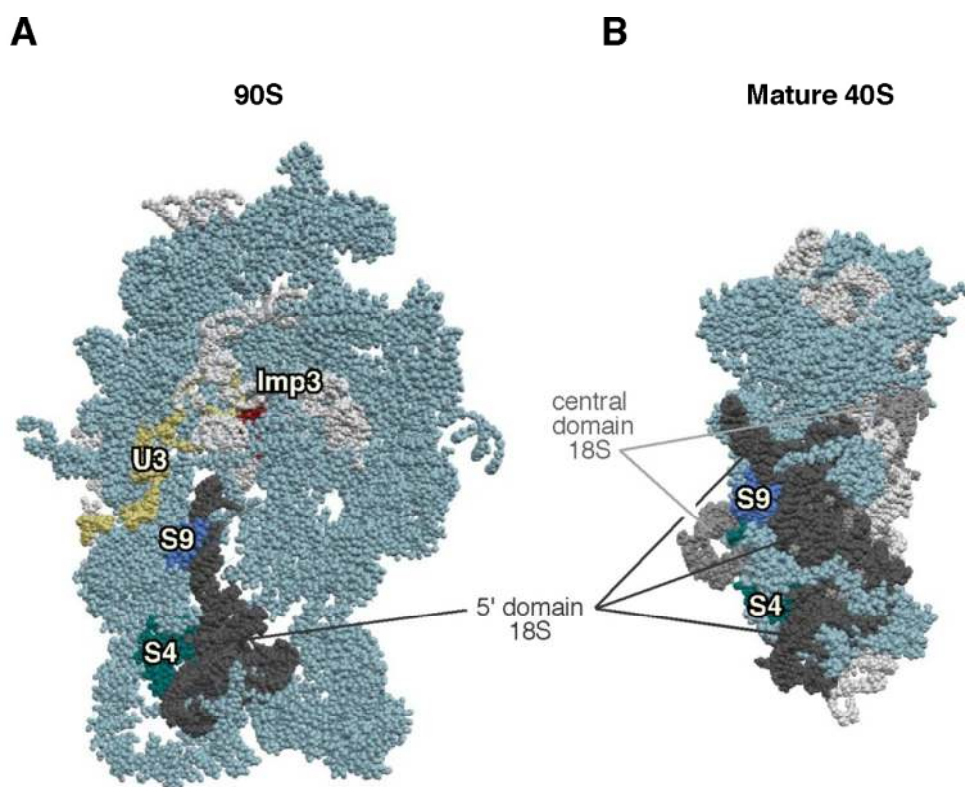 A
B
90S
Mature 40S
Imp3
U3
S9
S4
central
domain
18S
S9
S4
5' domain
18S